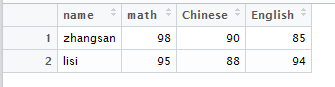 name math Chinese English
1 zhangsan 98 90 85
2 lisi 95 88 94